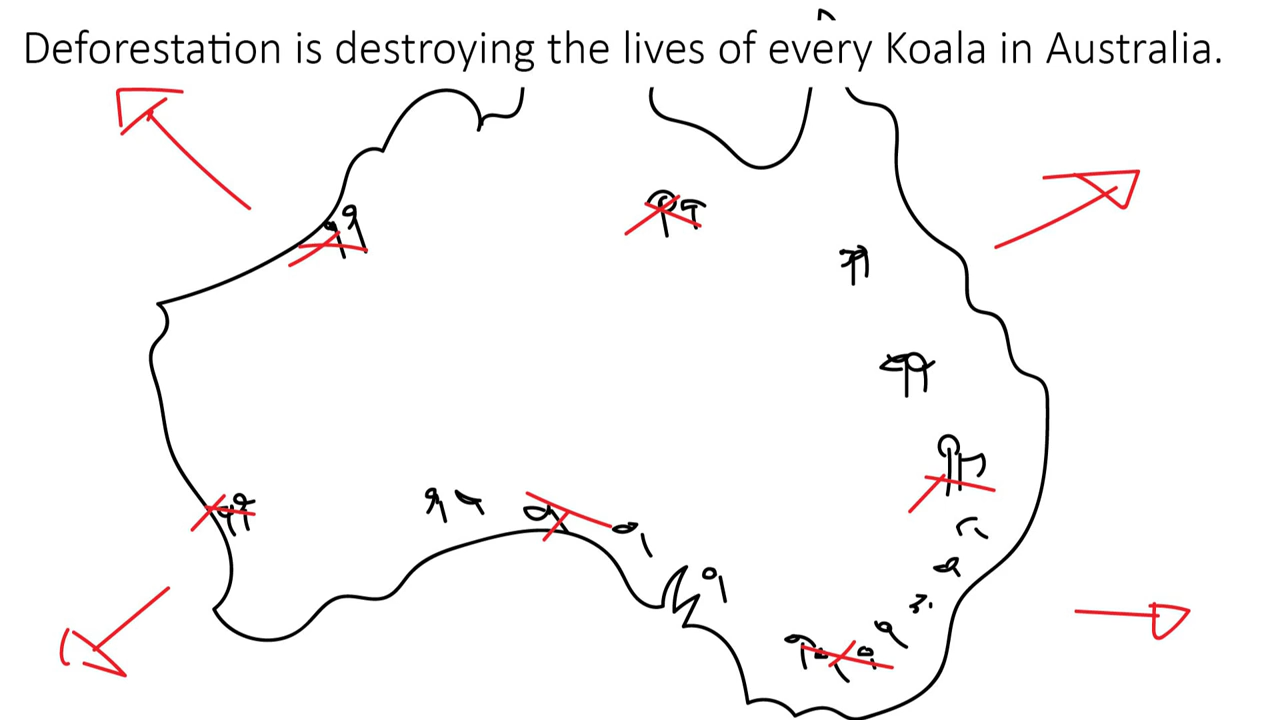 Deforestation is destroying the lives of every Koala in Australia.